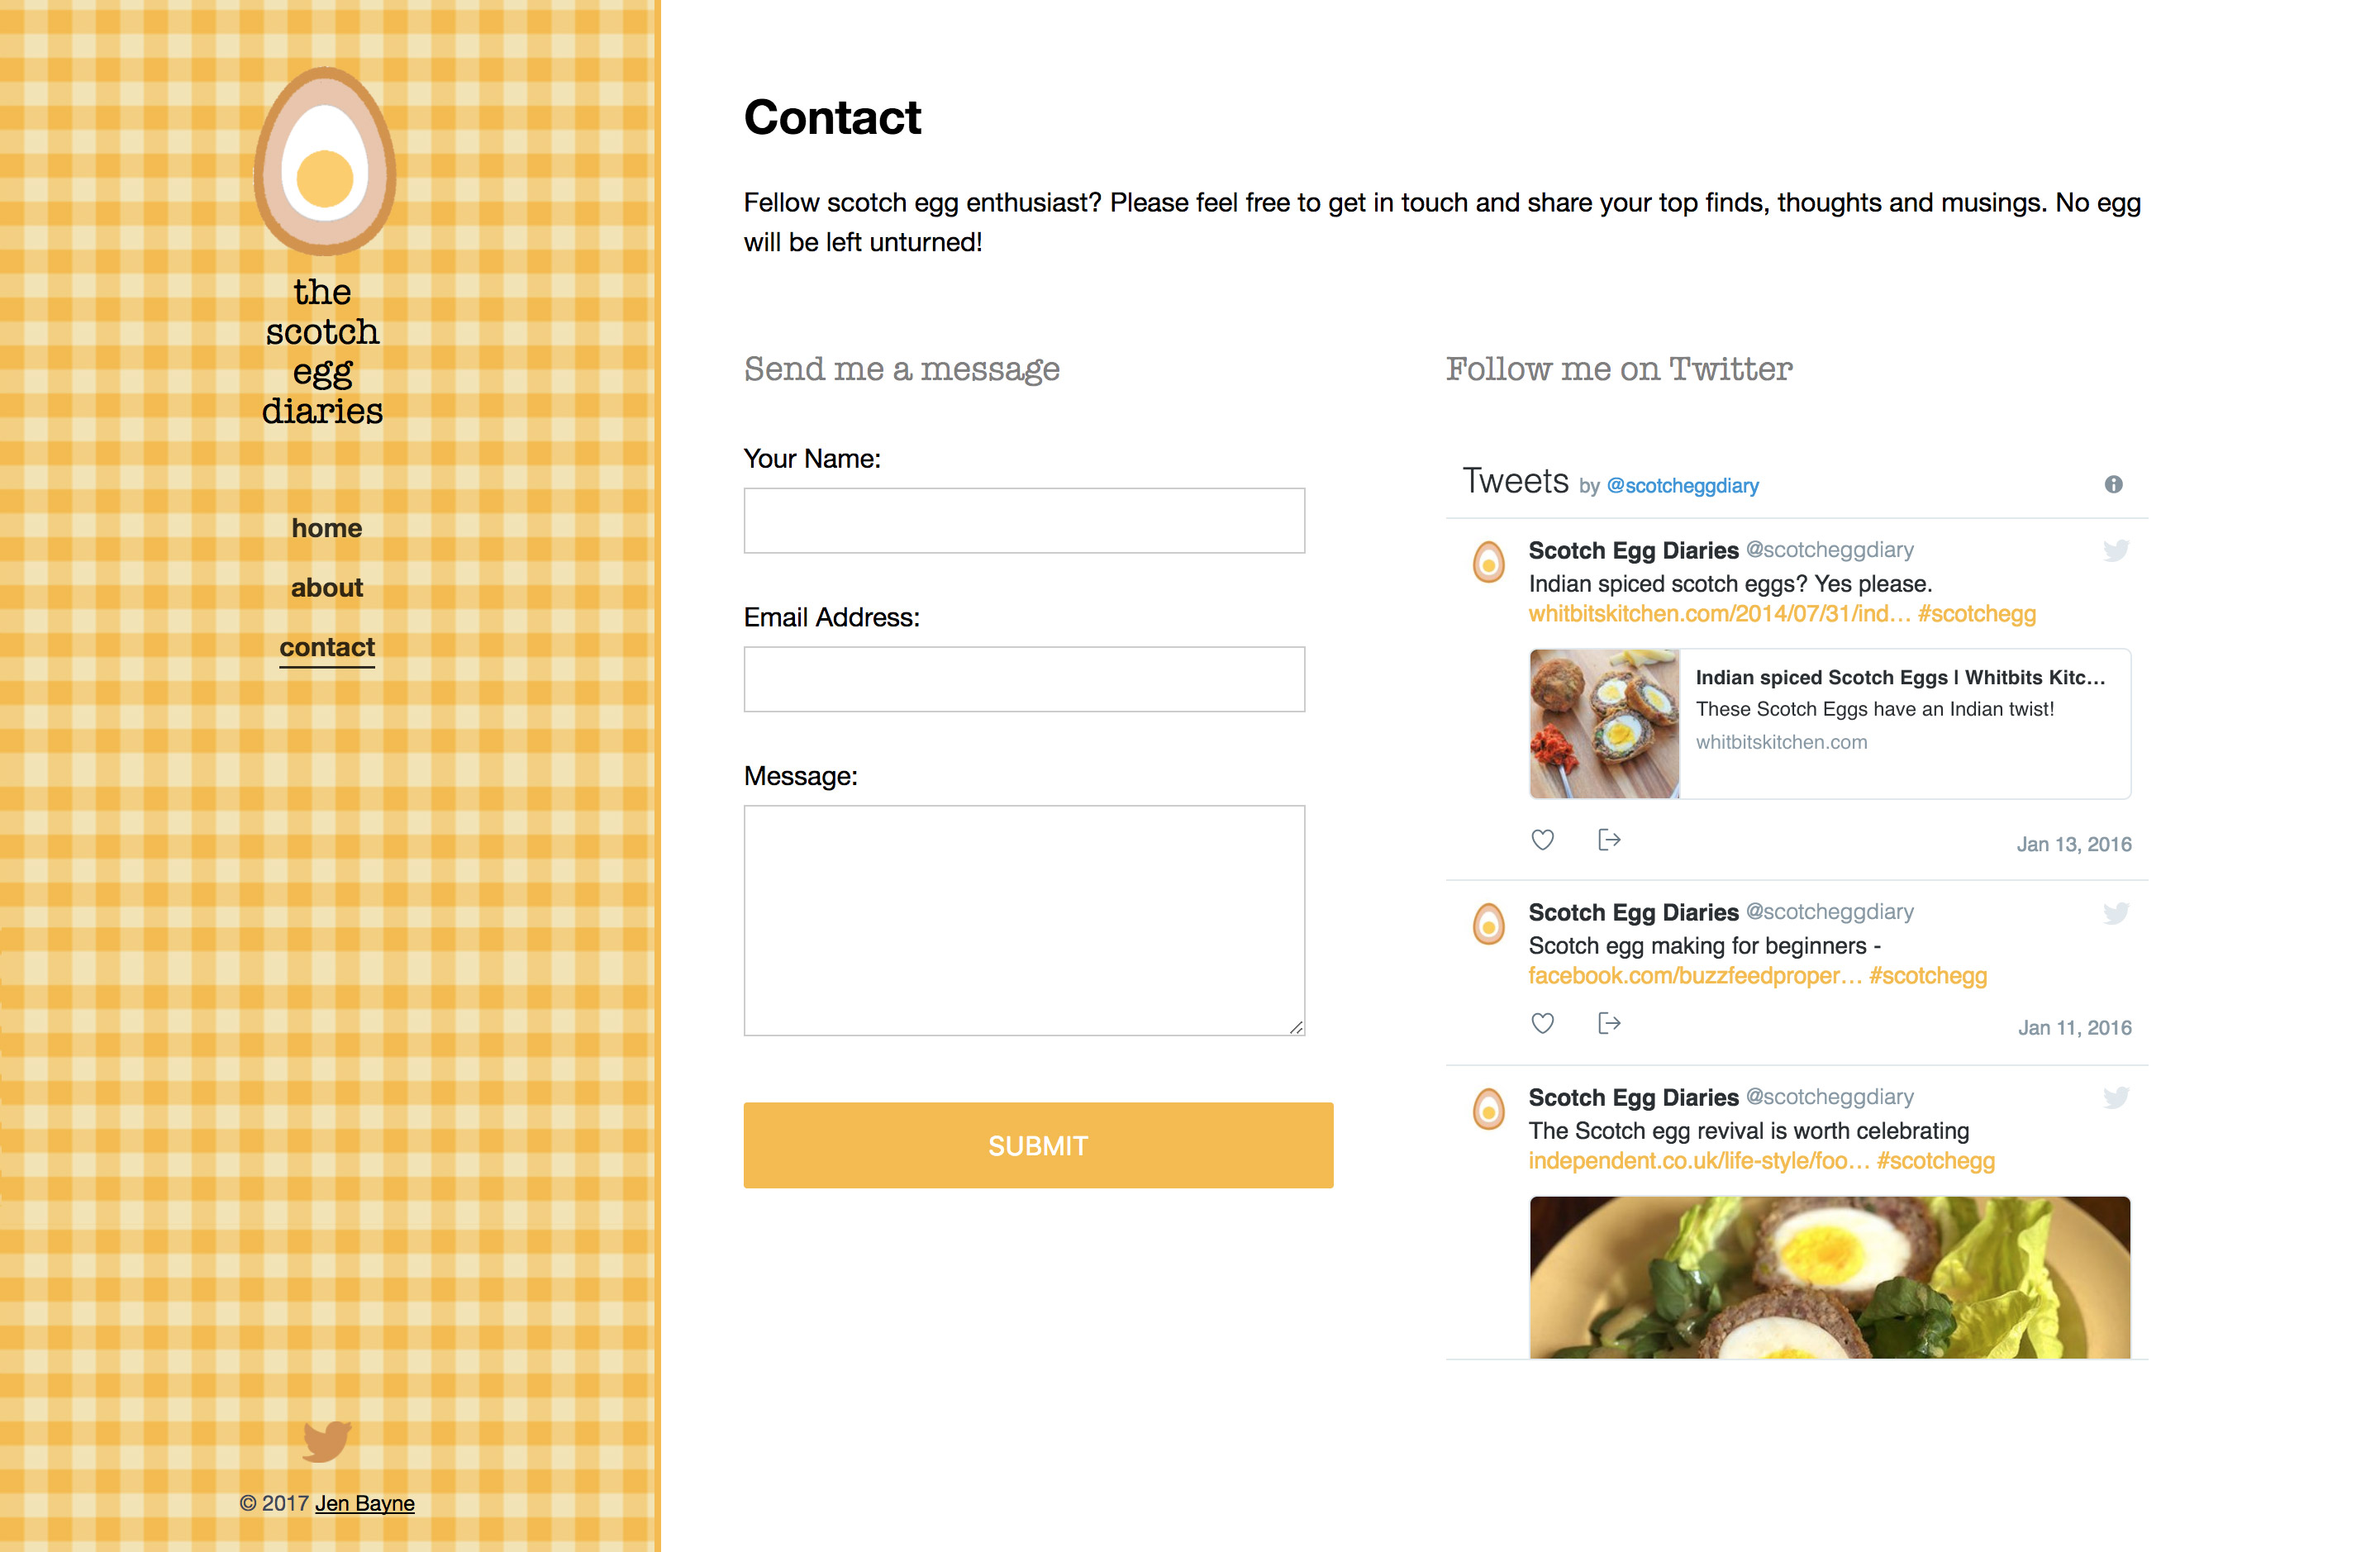 the
scotch
egg
diaries
home
about
contact
© 2017 Jen Bayne
Contact
Fellow scotch egg enthusiast? Please feel free to get in touch and share your top finds, thoughts and musings. No egg
will be left unturned!
Send me a message
Your Name:
Email Address:
Message:
SUBMIT
Follow me on Twitter
Tweets by @scotcheggdiary
Scotch Egg Diaries @scotcheggdiary
Indian spiced scotch eggs? Yes please.
whitbitskitchen.com/2014/07/31/ind… #scotchegg
Indian spiced Scotch Eggs | Whitbits Kitc...
These Scotch Eggs have an Indian twist!
whitbitskitchen.com
Jan 13, 2016
Scotch Egg Diaries @scotcheggdiary
Scotch egg making for beginners -
facebook.com/buzzfeedproper… #scotchegg
Jan 11, 2016
Scotch Egg Diaries @scotcheggdiary
The Scotch egg revival is worth celebrating
independent.co.uk/life-style/foo… #scotchegg